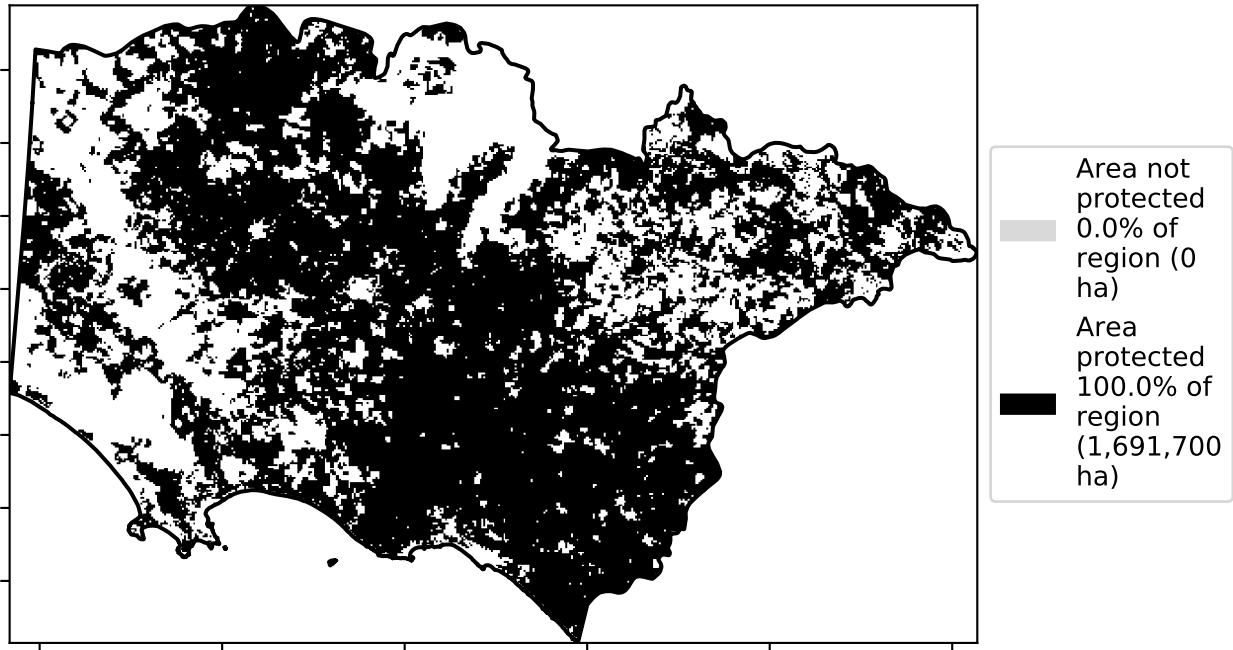 Area not
protected
0.0% of
region (0
ha)
Area
protected
100.0% of
region
(1,691,700
ha)